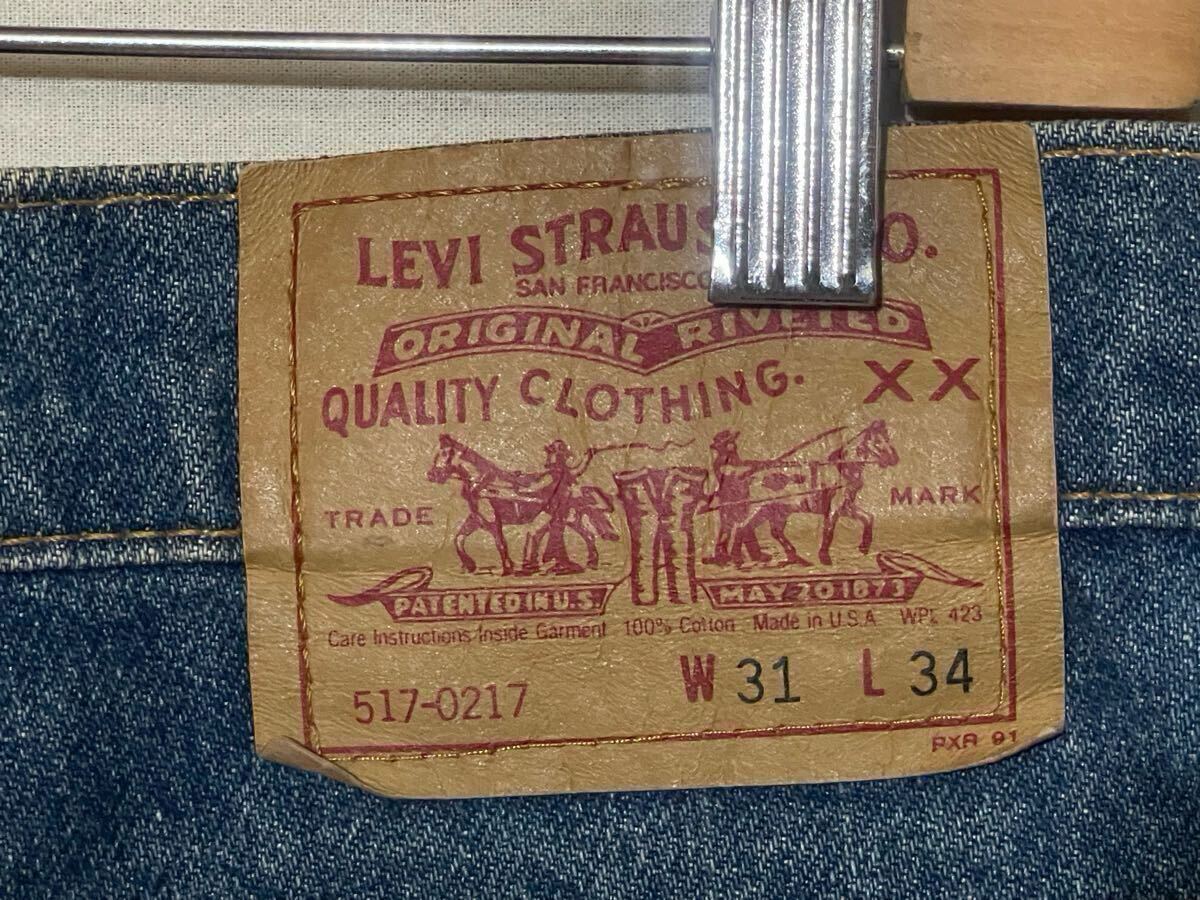 LEVI STRAUS O.
SAN FRANCISCO
ORIGINAL RIVETED
QUALITY CLOTHING. XX
TRADE MARK
PATENTED IN U.S. MAY 20 1873
Care Instructions Inside Garment 100% Cotton Made in U.S.A WPL 423
517-0217 W 31 L 34
PXR 91